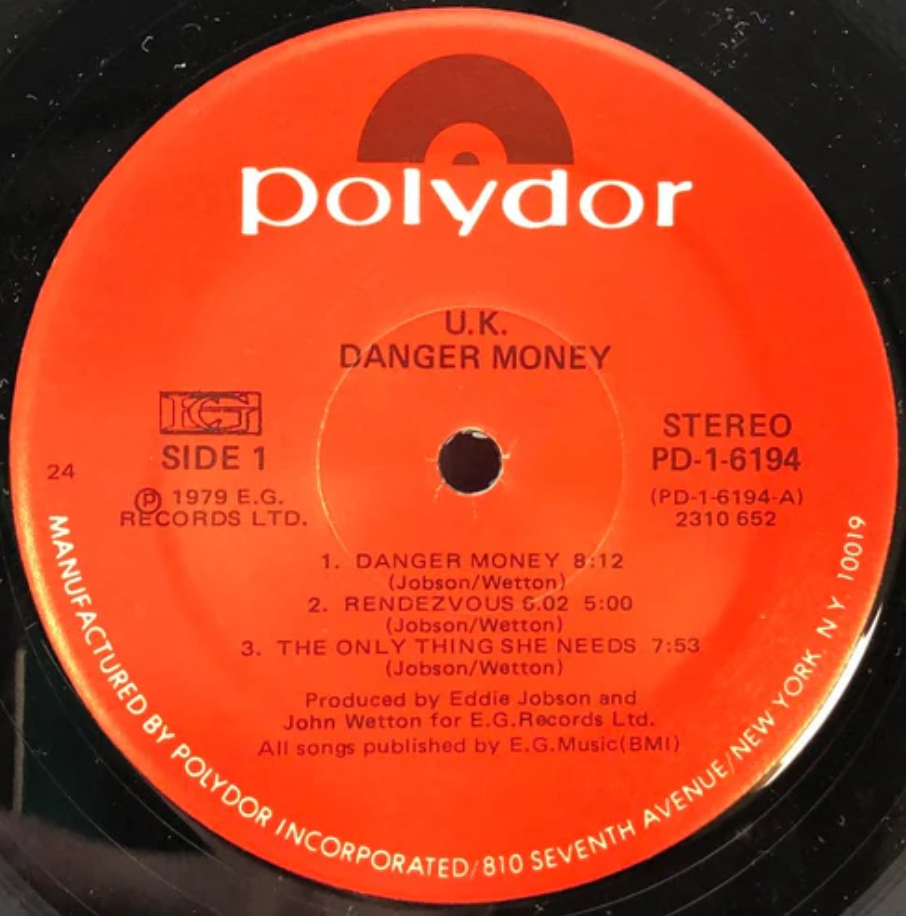 polydor
U.K.
DANGER MONEY
EG
SIDE 1
24
℗ 1979 E.G.
RECORDS LTD.
STEREO
PD-1-6194
(PD-1-6194-A)
2310 652
1. DANGER MONEY 8:12
(Jobson/Wetton)
2. RENDEZVOUS 6:02 5:00
(Jobson/Wetton)
3. THE ONLY THING SHE NEEDS 7:53
(Jobson/Wetton)
Produced by Eddie Jobson and
John Wetton for E.G.Records Ltd.
All songs published by E.G.Music(BMI)
MANUFACTURED BY POLYDOR INCORPORATED/810 SEVENTH AVENUE/NEW YORK, N.Y. 10019